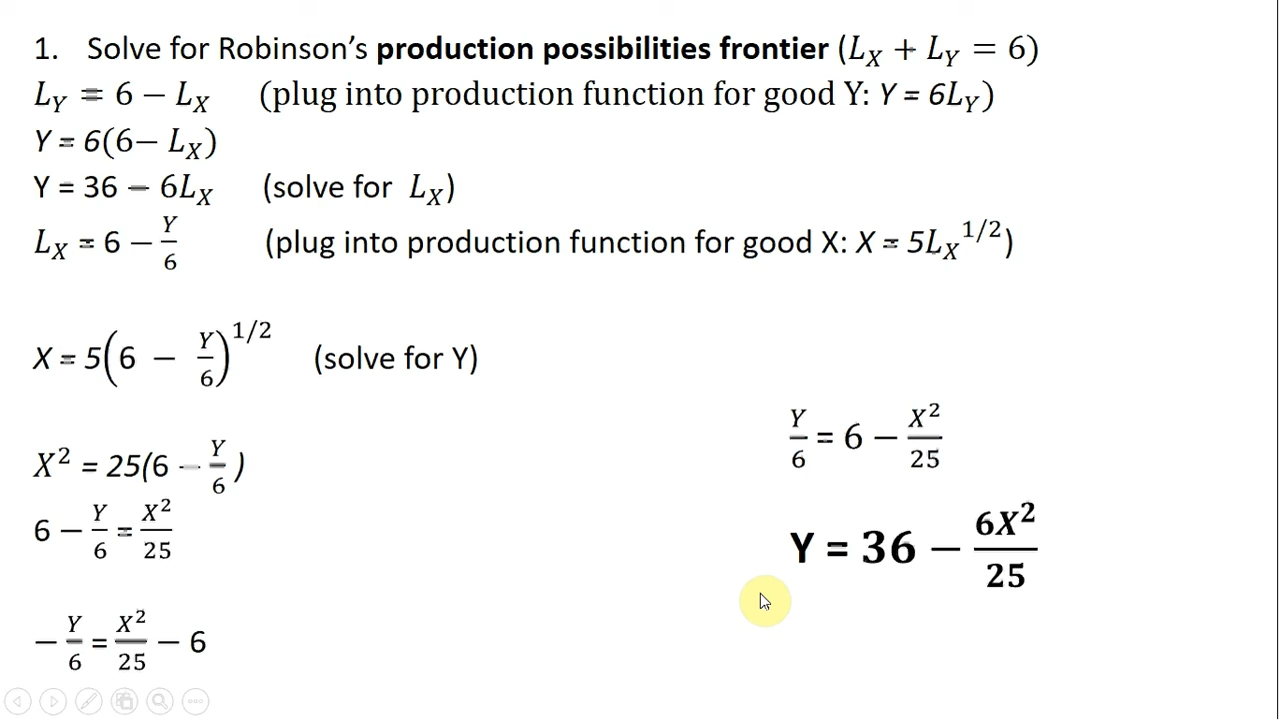 1. Solve for Robinson’s production possibilities frontier (L_X + L_Y = 6)
L_Y = 6 − L_X (plug into production function for good Y: Y = 6L_Y)
Y = 6(6− L_X)
Y = 36 − 6L_X (solve for L_X)
L_X = 6 − Y/6 (plug into production function for good X: X = 5L_X^{1/2})
X = 5(6 − Y/6)^{1/2} (solve for Y)
X² = 25(6 − Y/6)
6 − Y/6 = X²/25
− Y/6 = X²/25 − 6
Y/6 = 6 − X²/25
Y = 36 − 6X²/25